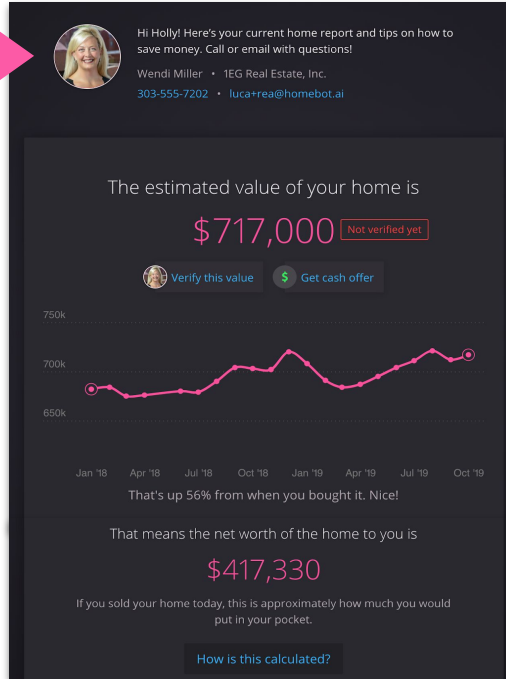 Hi Holly! Here's your current home report and tips on how to
save money. Call or email with questions!
Wendi Miller • 1EG Real Estate, Inc.
303-555-7202 • luca+rea@homebot.ai
The estimated value of your home is
$717,000 Not verified yet
Verify this value $ Get cash offer
750k
700k
650k
Jan '18 Apr '18 Jul '18 Oct '18 Jan '19 Apr '19 Jul '19 Oct '19
That's up 56% from when you bought it. Nice!
That means the net worth of the home to you is
$417,330
If you sold your home today, this is approximately how much you would
put in your pocket.
How is this calculated?